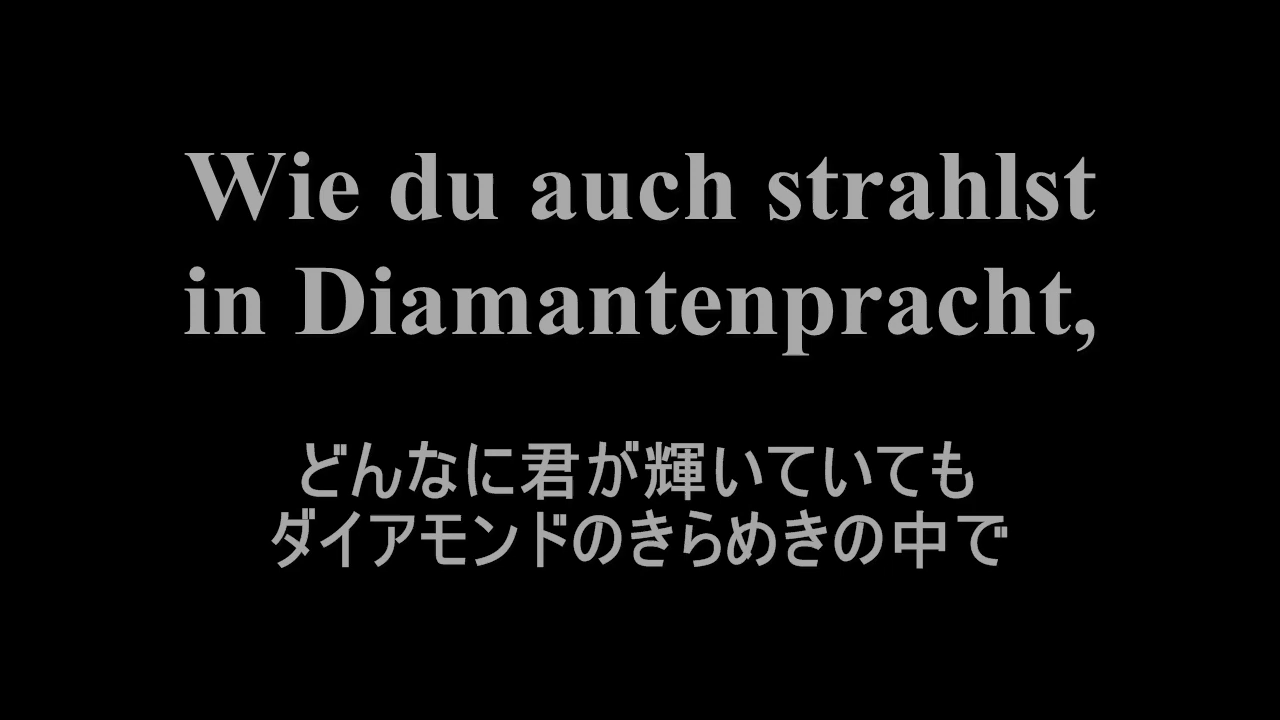 Wie du auch strahlst
in Diamantenpracht,
どんなに君が輝いていても
ダイアモンドのきらめきの中で